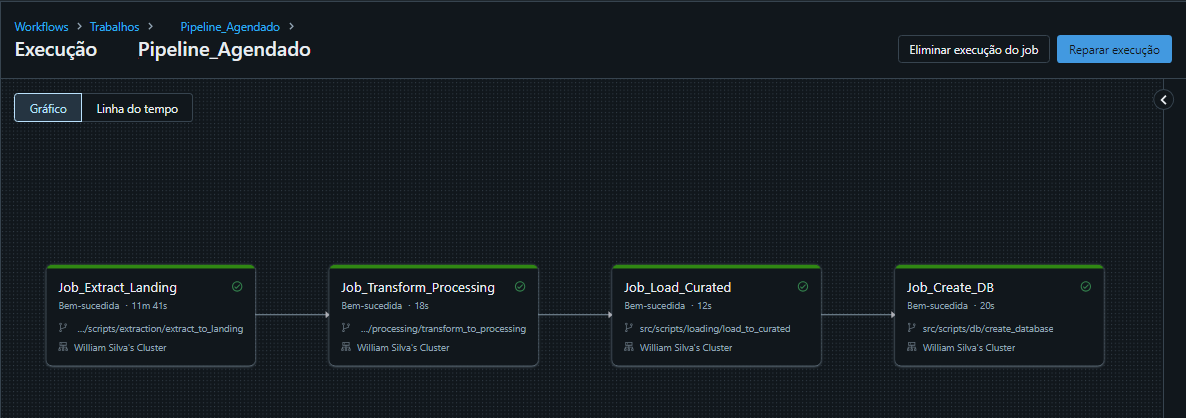 Workflows > Trabalhos > Pipeline_Agendado >
Execução Pipeline_Agendado
Eliminar execução do job
Reparar execução
Gráfico
Linha do tempo
Job_Extract_Landing
Bem-sucedida · 11m 41s
.../scripts/extraction/extract_to_landing
William Silva's Cluster
Job_Transform_Processing
Bem-sucedida · 18s
.../processing/transform_to_processing
William Silva's Cluster
Job_Load_Curated
Bem-sucedida · 12s
src/scripts/loading/load_to_curated
William Silva's Cluster
Job_Create_DB
Bem-sucedida · 20s
src/scripts/db/create_database
William Silva's Cluster